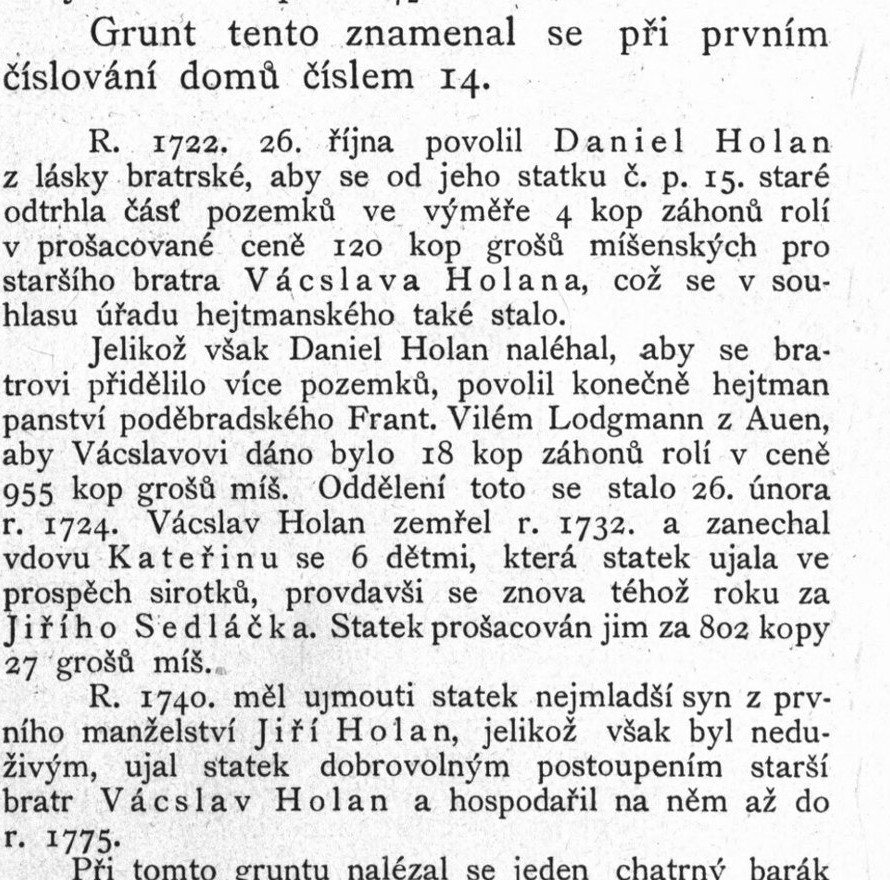 Grunt tento znamenal se při prvním
číslování domů číslem 14.
R. 1722. 26. října povolil Daniel Holan
z lásky bratrské, aby se od jeho statku č. p. 15. staré
odtrhla čásť pozemků ve výměře 4 kop záhonů rolí
v prošacované ceně 120 kop grošů míšenských pro
staršího bratra Vácslava Holana, což se v sou-
hlasu úřadu hejtmanského také stalo.
Jelikož však Daniel Holan naléhal, aby se bra-
trovi přidělilo více pozemků, povolil konečně hejtman
panství poděbradského Frant. Vilém Lodgmann z Auen,
aby Vácslavovi dáno bylo 18 kop záhonů rolí v ceně
955 kop grošů míš. Oddělení toto se stalo 26. února
r. 1724. Vácslav Holan zemřel r. 1732. a zanechal
vdovu Kateřinu se 6 dětmi, která statek ujala ve
prospěch sirotků, provdavši se znova téhož roku za
Jiřího Sedláčka. Statek prošacován jim za 802 kopy
27 grošů míš.
R. 1740. měl ujmouti statek nejmladší syn z prv-
ního manželství Jiří Holan, jelikož však byl nedu-
živým, ujal statek dobrovolným postoupením starší
bratr Vácslav Holan a hospodařil na něm až do
r. 1775.
Při tomto gruntu nalézal se jeden chatrný barák